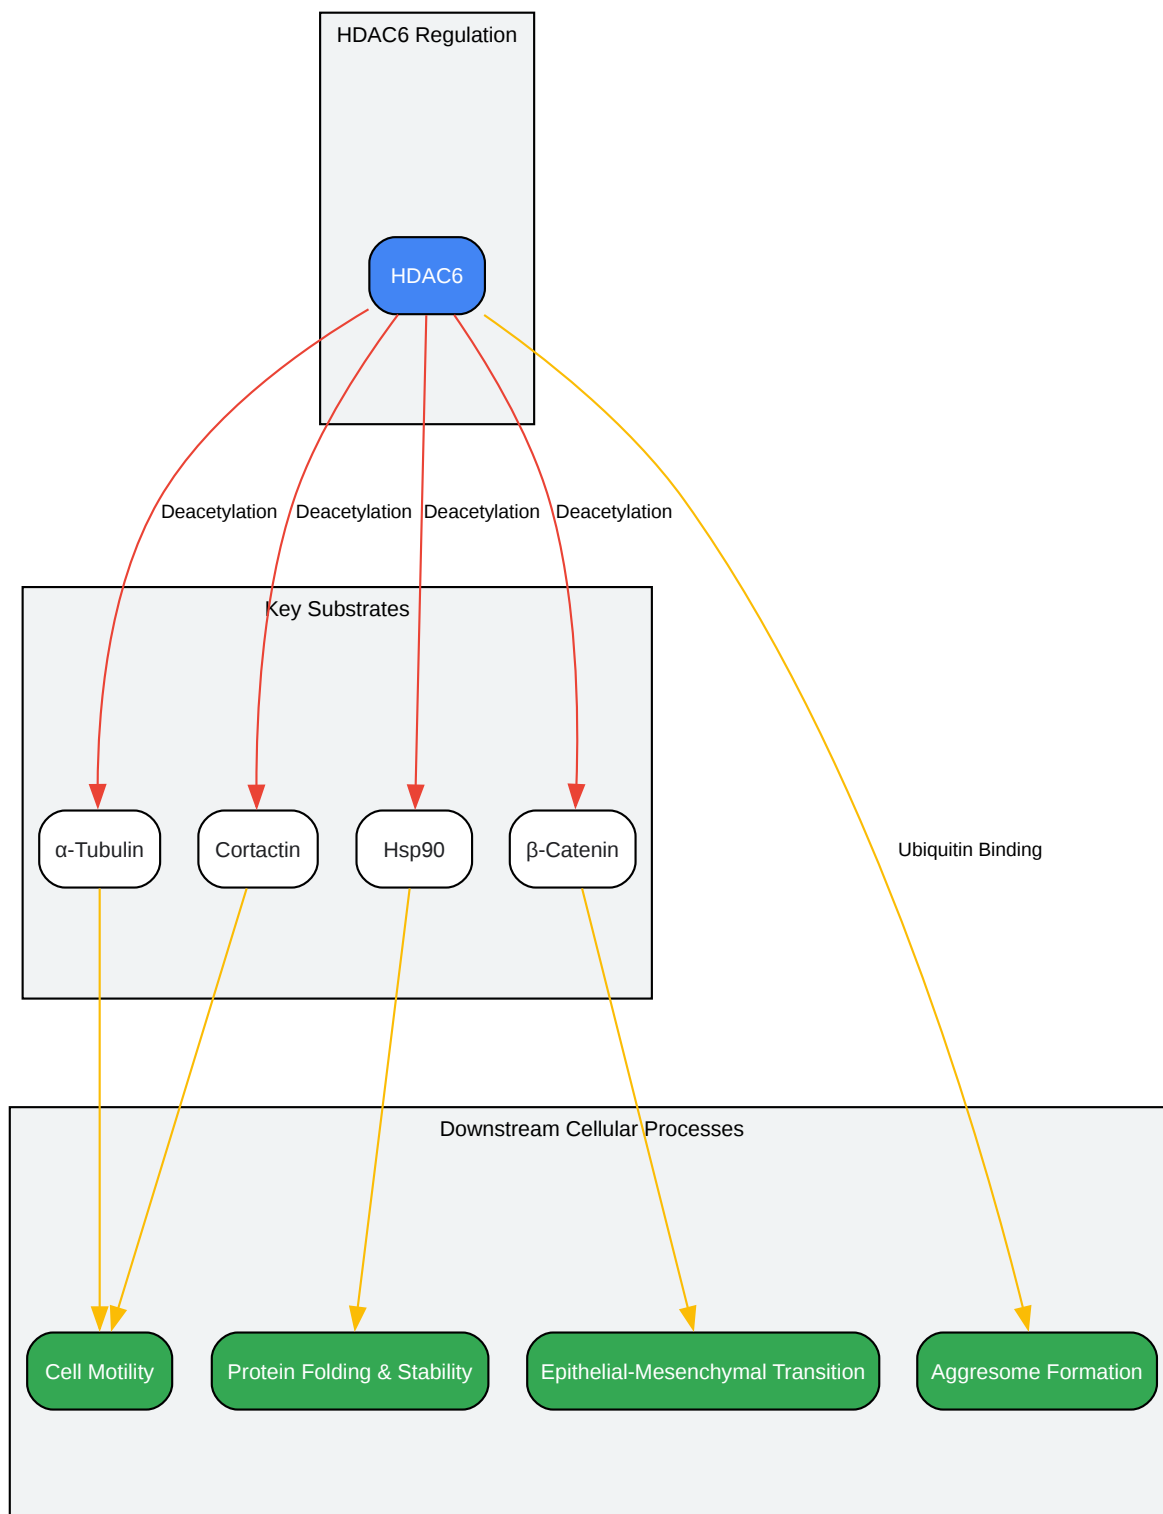 HDAC6 Regulation
HDAC6
Deacetylation
Deacetylation
Deacetylation
Deacetylation
Key Substrates
α-Tubulin
Cortactin
Hsp90
β-Catenin
Ubiquitin Binding
Downstream Cellular Processes
Cell Motility
Protein Folding & Stability
Epithelial-Mesenchymal Transition
Aggresome Formation